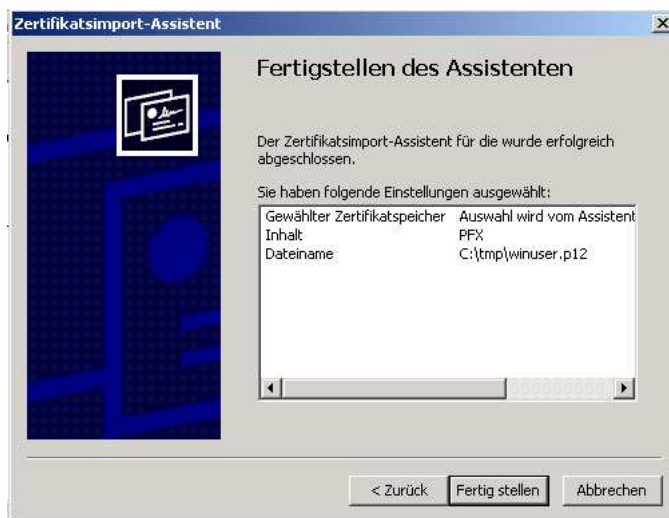 Zertifikatsimport-Assistent
Fertigstellen des Assistenten
Der Zertifikatsimport-Assistent für die wurde erfolgreich
abgeschlossen.
Sie haben folgende Einstellungen ausgewählt:
Gewählter Zertifikatspeicher Auswahl wird vom Assistent
Inhalt PFX
Dateiname C:\tmp\winuser.p12
< Zurück Fertig stellen Abbrechen